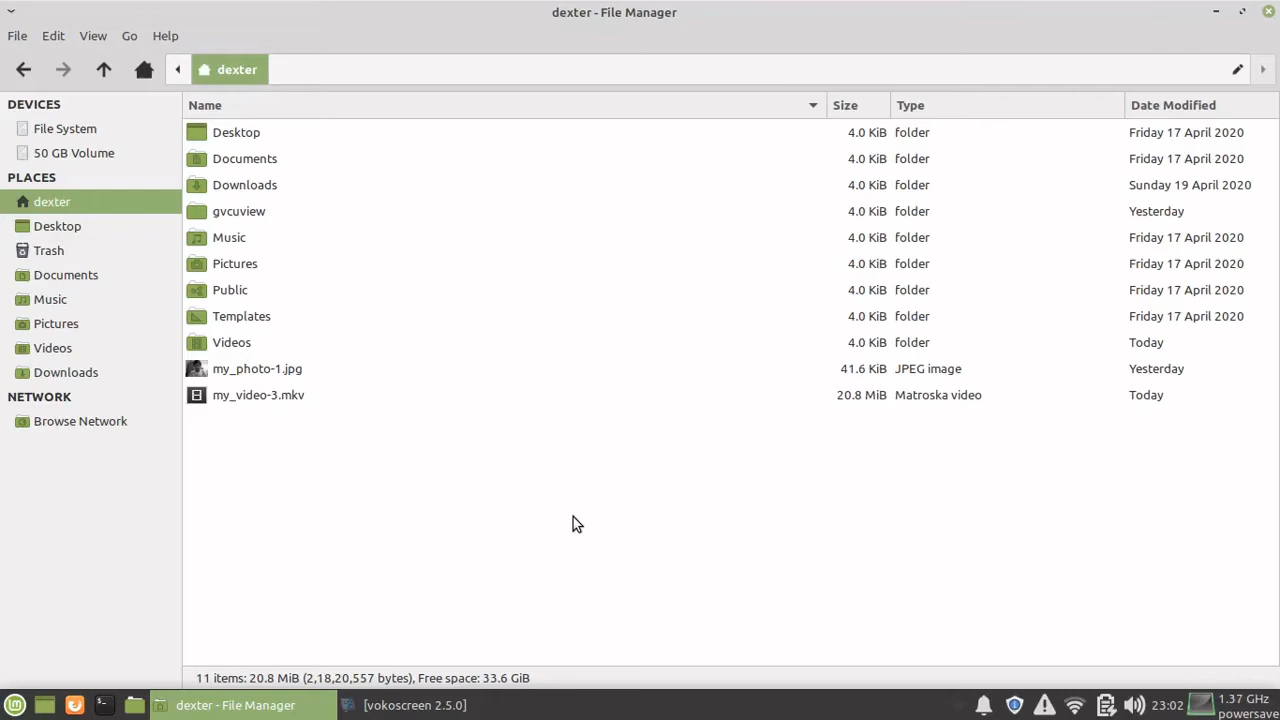 dexter - File Manager
File Edit View Go Help
dexter
DEVICES
File System
50 GB Volume
PLACES
dexter
Desktop
Trash
Documents
Music
Pictures
Videos
Downloads
NETWORK
Browse Network
Name Size Type Date Modified
Desktop 4.0 KiB folder Friday 17 April 2020
Documents 4.0 KiB folder Friday 17 April 2020
Downloads 4.0 KiB folder Sunday 19 April 2020
gvcuview 4.0 KiB folder Yesterday
Music 4.0 KiB folder Friday 17 April 2020
Pictures 4.0 KiB folder Friday 17 April 2020
Public 4.0 KiB folder Friday 17 April 2020
Templates 4.0 KiB folder Friday 17 April 2020
Videos 4.0 KiB folder Today
my_photo-1.jpg 41.6 KiB JPEG image Yesterday
my_video-3.mkv 20.8 MiB Matroska video Today
11 items: 20.8 MiB (2,18,20,557 bytes), Free space: 33.6 GiB
dexter - File Manager [vokoscreen 2.5.0] 23:02 1.37 GHz
powersave